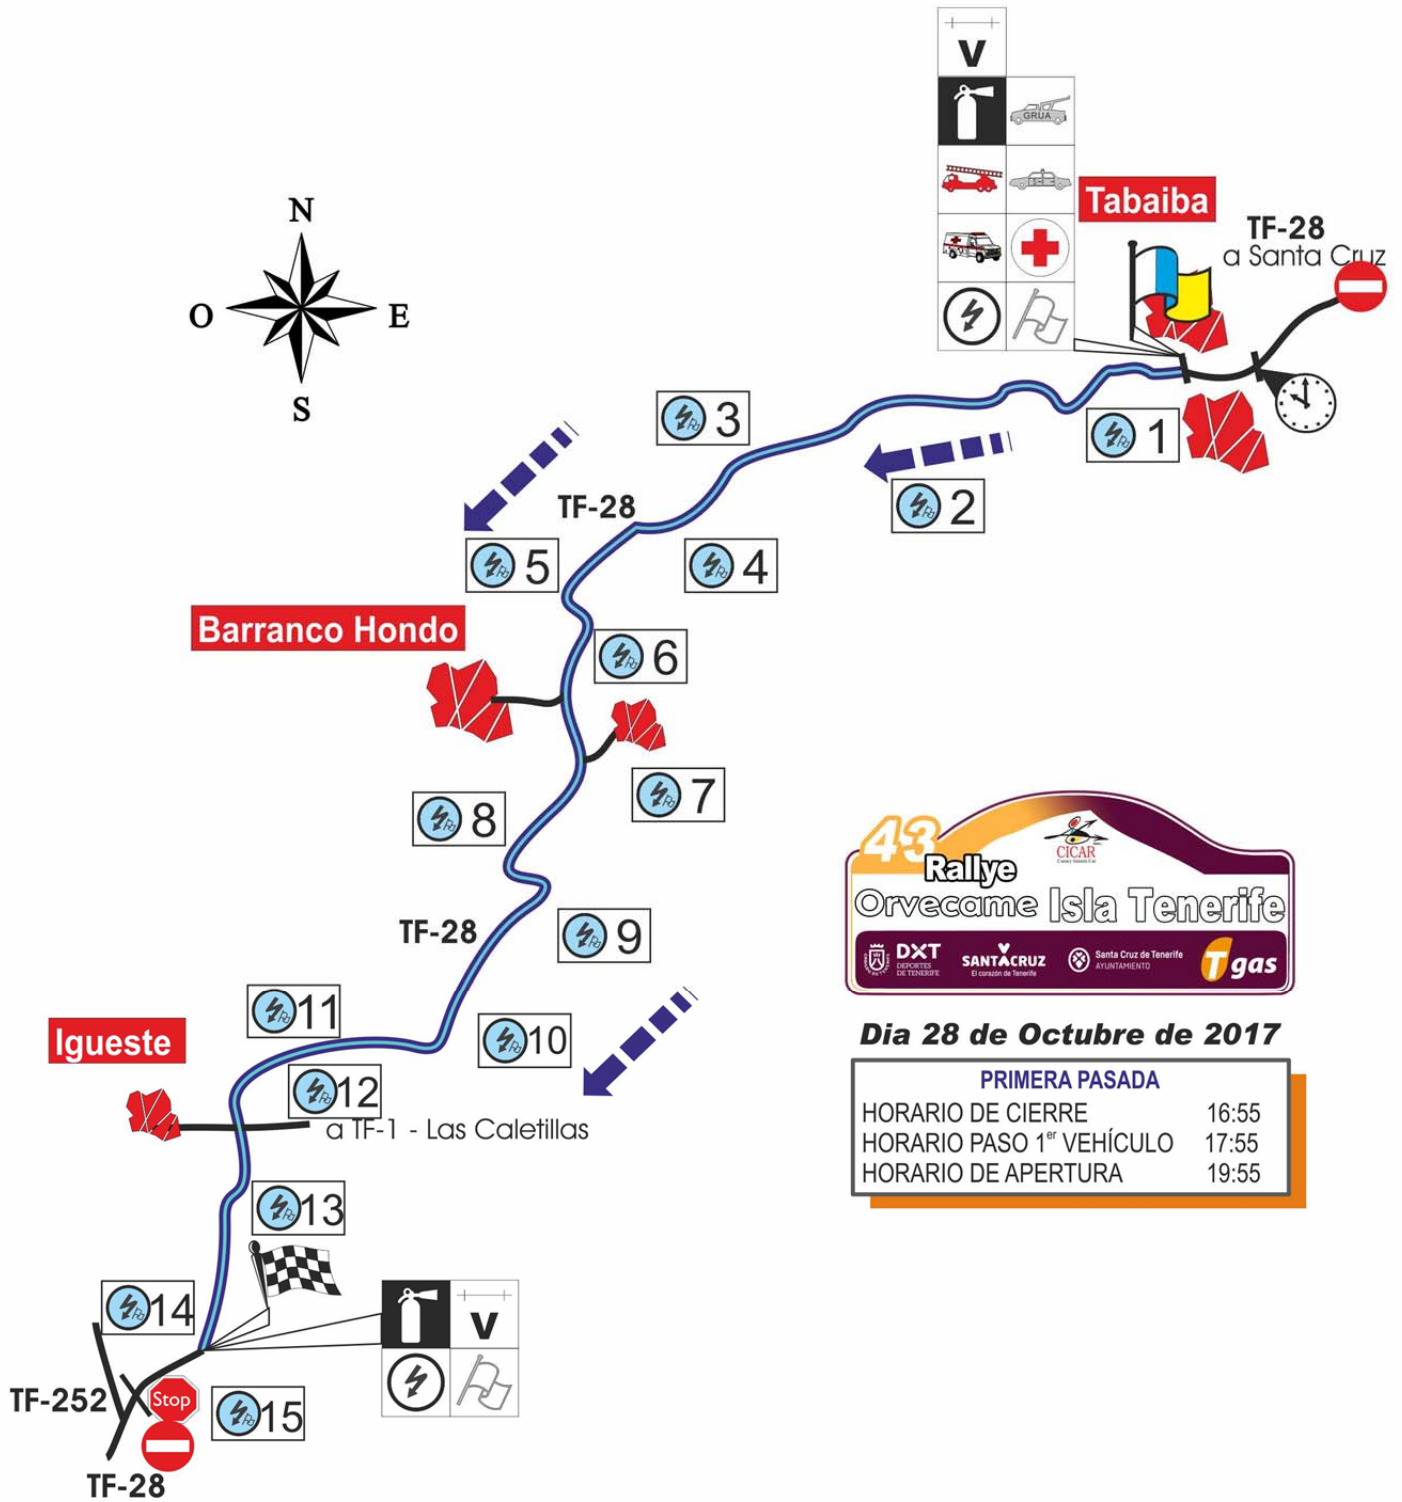 V
GRUA
Tabaiba
TF-28
a Santa Cruz
N
O
E
S
3
1
2
TF-28
5
4
Barranco Hondo
6
7
8
TF-28
9
11
10
Igueste
12
a TF-1 - Las Caletillas
13
14
V
TF-252
Stop
15
TF-28
43
Rallye
CICAR
Orvecame Isla Tenerife
DXT
DEPORTES
DE TENERIFE
SANTACRUZ
El corazón de Tenerife
Santa Cruz de Tenerife
AYUNTAMIENTO
T gas
Dia 28 de Octubre de 2017
PRIMERA PASADA
HORARIO DE CIERRE 16:55
HORARIO PASO 1er VEHÍCULO 17:55
HORARIO DE APERTURA 19:55